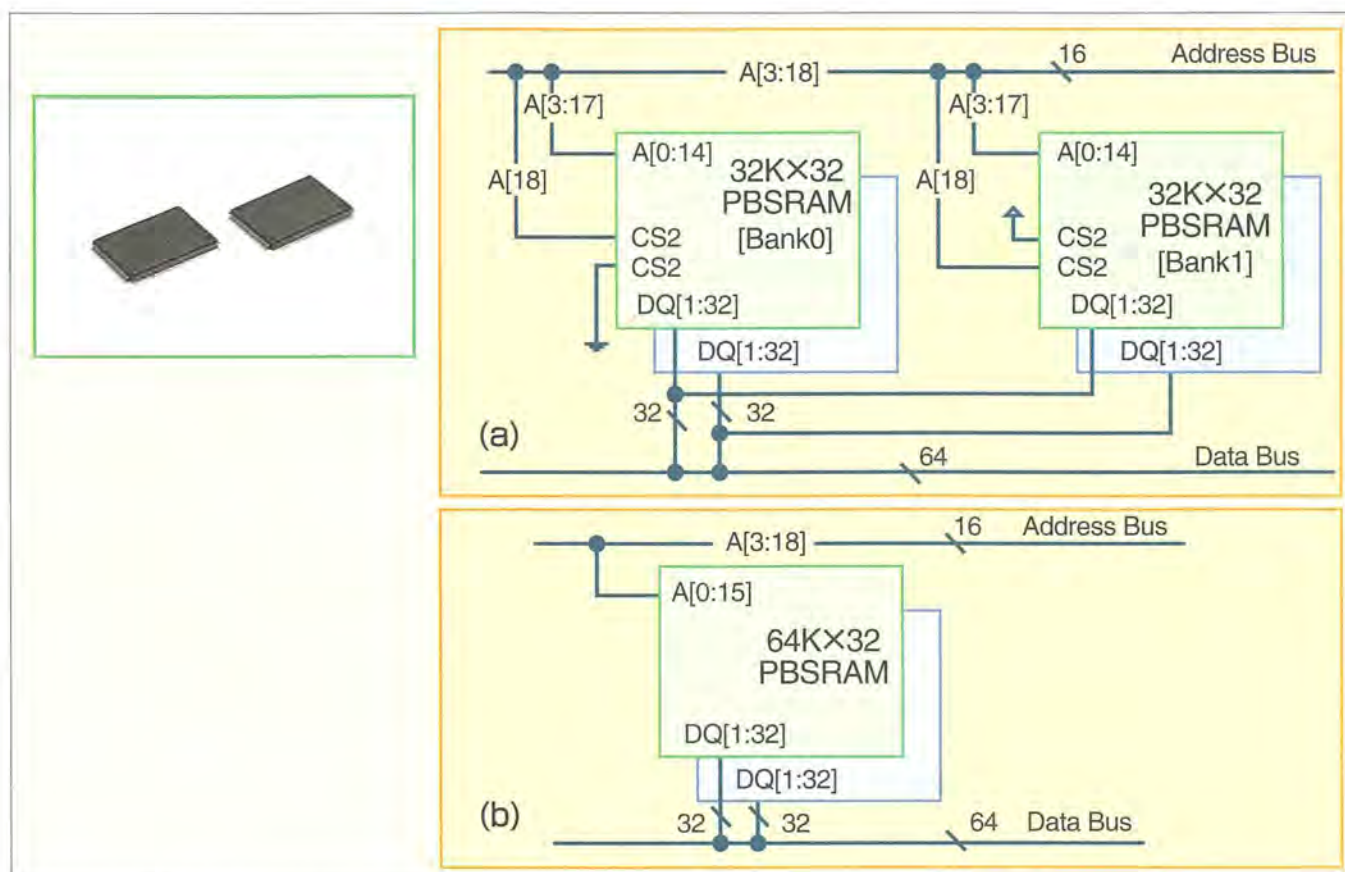 16 Address Bus
A[3:18]
A[3:17]
A[3:17]
A[0:14]
32K×32
PBSRAM
[Bank0]
A[18]
CS2
CS2
DQ[1:32]
DQ[1:32]
A[0:14]
32K×32
PBSRAM
[Bank1]
A[18]
CS2
CS2
DQ[1:32]
DQ[1:32]
32
32
(a)
64
Data Bus
A[3:18]
16 Address Bus
A[0:15]
64K×32
PBSRAM
DQ[1:32]
DQ[1:32]
(b)
32
32
64 Data Bus